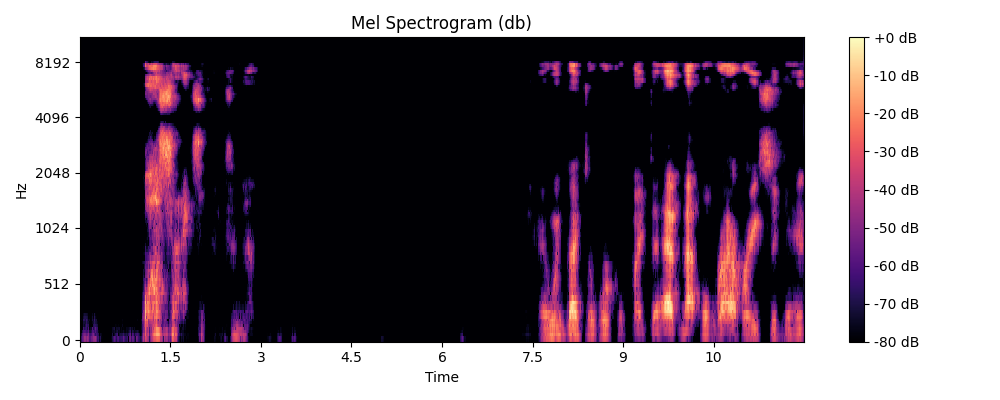 Mel Spectrogram (db)
8192
4096
2048
1024
512
0
Hz
0 1.5 3 4.5 6 7.5 9 10
Time
+0 dB
-10 dB
-20 dB
-30 dB
-40 dB
-50 dB
-60 dB
-70 dB
-80 dB